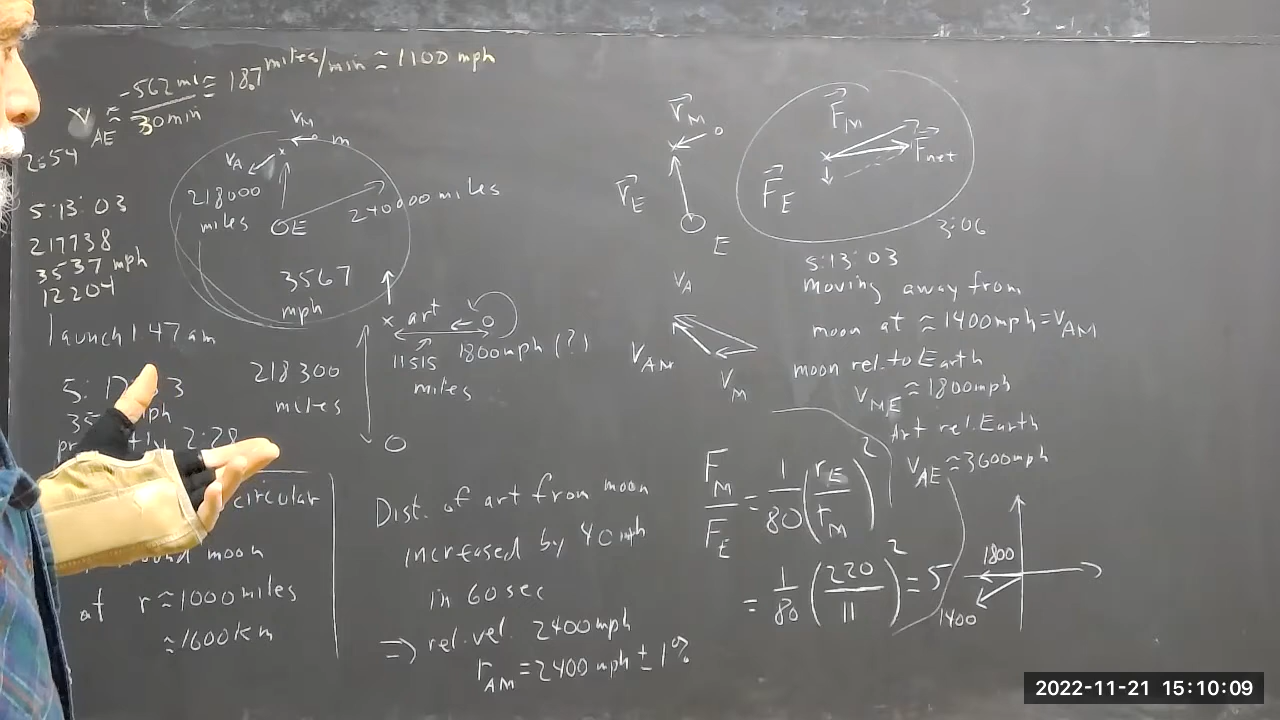 V_AE ≈ -562 mi / 30 min ≈ 18.7 miles/min ≈ 1100 mph
2:54
5:13:03
217738
3537 mph
12204
launch 1:47 am
V_M
m
V_A
218000
miles
E
240000 miles
3567
mph
art
11515
miles
1800 mph (?)
218300
miles
2:28
circular
moon
at r ≈ 1000 miles
≈ 1600 km
Dist. of art from moon
increased by 40 mph
in 60 sec
⇒ rel. vel. 2400 mph
r_AM = 2400 mph ± 1%
r_M
r_E
E
F_M
F_net
F_E
3:06
V_A
V_AM
V_M
5:13:03
moving away from
moon at ≈ 1400 mph = V_AM
moon rel. to Earth
V_ME ≈ 1800 mph
Art rel. Earth
V_AE ≈ 3600 mph
F_M / F_E = 1/80 (r_E / r_M)^2
= 1/80 (220/11)^2 = 5
1800
1400
2022-11-21 15:10:09